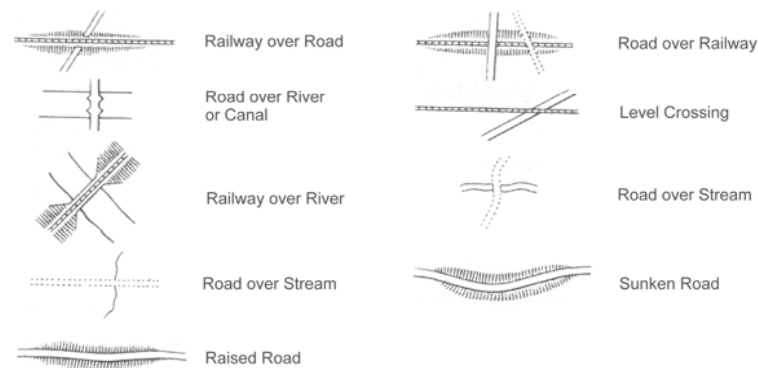 Railway over Road
Road over Railway
Road over River
or Canal
Level Crossing
Railway over River
Road over Stream
Road over Stream
Sunken Road
Raised Road